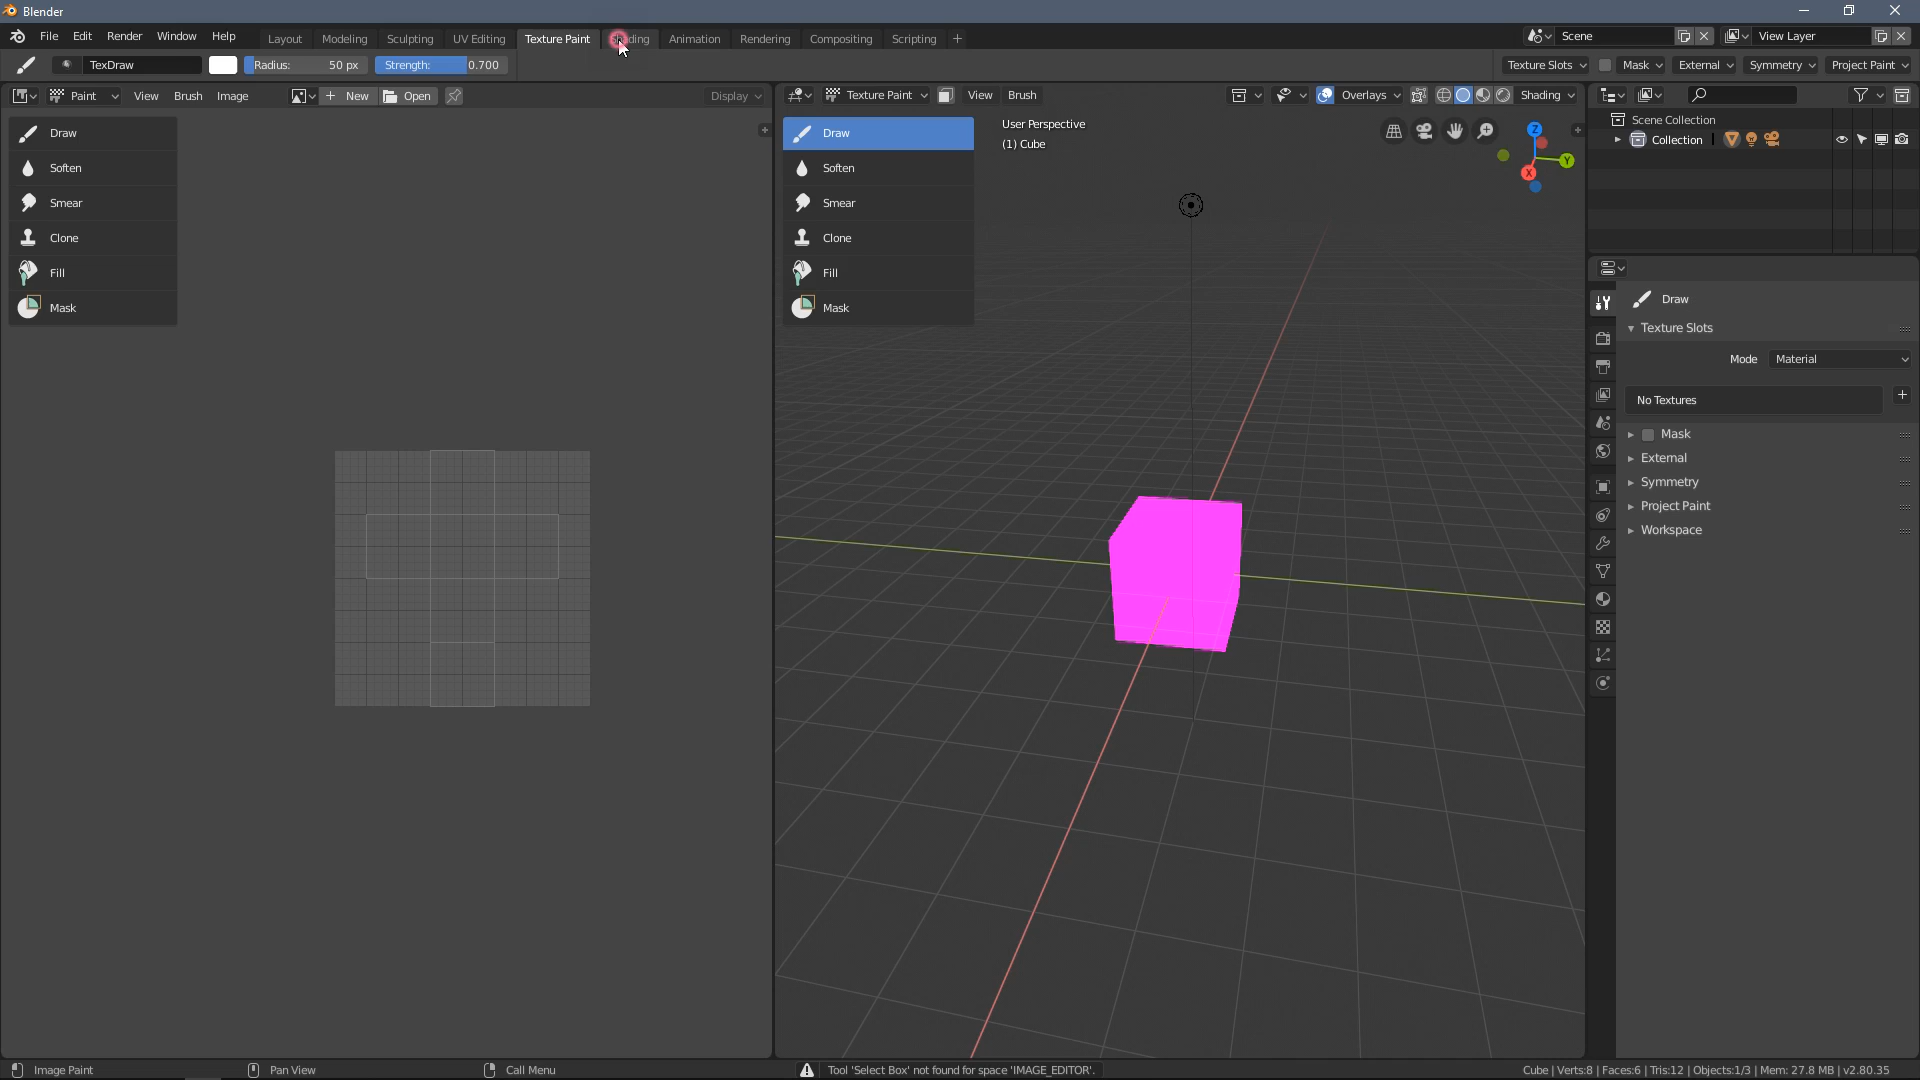 Blender
File Edit Render Window Help Layout Modeling Sculpting UV Editing Texture Paint Animation Rendering Compositing Scripting + Scene View Layer
TexDraw Radius: 50 px Strength: 0.700 Texture Slots Mask External Symmetry Project Paint
Paint View Brush Image + New Open Display Texture Paint View Brush Overlays Shading
Draw
Soften
Smear
Clone
Fill
Mask
Draw
Soften
Smear
Clone
Fill
Mask
User Perspective
(1) Cube
Z
Y
X
Scene Collection
Collection
Draw
Texture Slots
Mode Material
No Textures +
Mask
External
Symmetry
Project Paint
Workspace
Image Paint Pan View Call Menu Tool 'Select Box' not found for space 'IMAGE_EDITOR'. Cube | Verts:8 | Faces:6 | Tris:12 | Objects:1/3 | Mem: 27.8 MB | v2.80.35